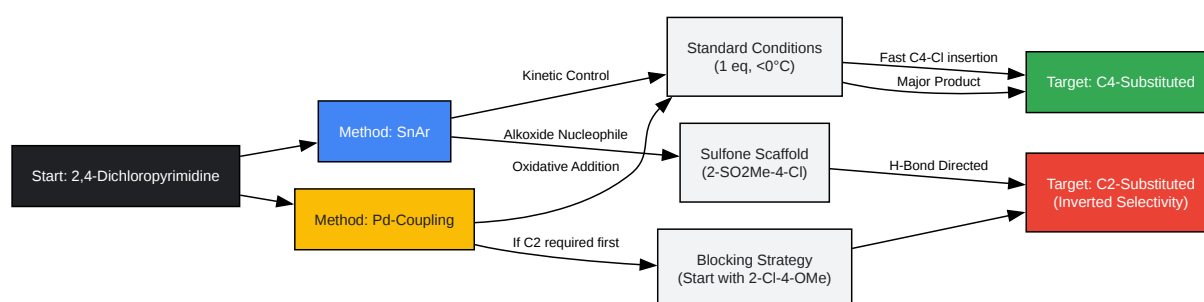 Start: 2,4-Dichloropyrimidine
Method: SnAr
Method: Pd-Coupling
Kinetic Control
Alkoxide Nucleophile
Oxidative Addition
If C2 required first
Standard Conditions
(1 eq, <0°C)
Sulfone Scaffold
(2-SO2Me-4-Cl)
Blocking Strategy
(Start with 2-Cl-4-OMe)
Fast C4-Cl insertion
Major Product
H-Bond Directed
Target: C4-Substituted
Target: C2-Substituted
(Inverted Selectivity)